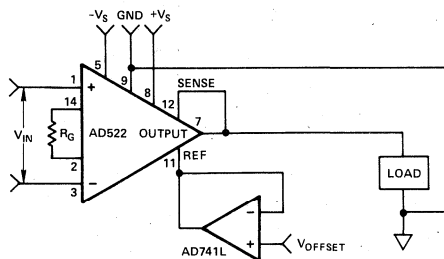 -VS GND +VS
5
9
8
SENSE
1
+
12
14
7
VIN
RG
AD522 OUTPUT
2
11 REF
-
3
LOAD
-
+
VOFFSET
AD741L